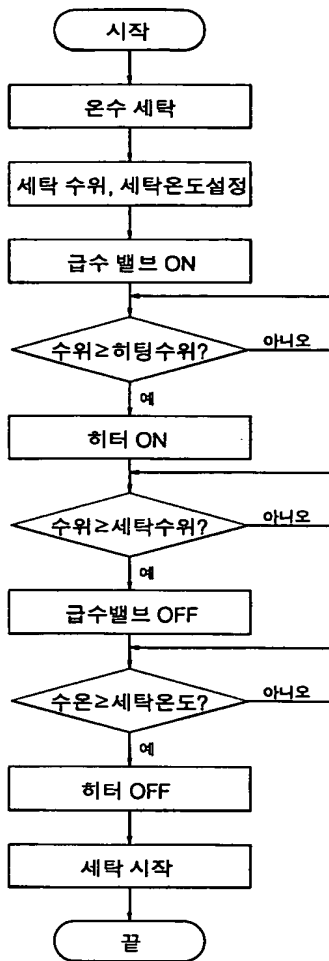 시작
온수 세탁
세탁 수위, 세탁온도설정
급수 밸브 ON
수위≥히팅수위?
아니오
예
히터 ON
수위≥세탁수위?
아니오
예
급수밸브 OFF
수온≥세탁온도?
아니오
예
히터 OFF
세탁 시작
끝